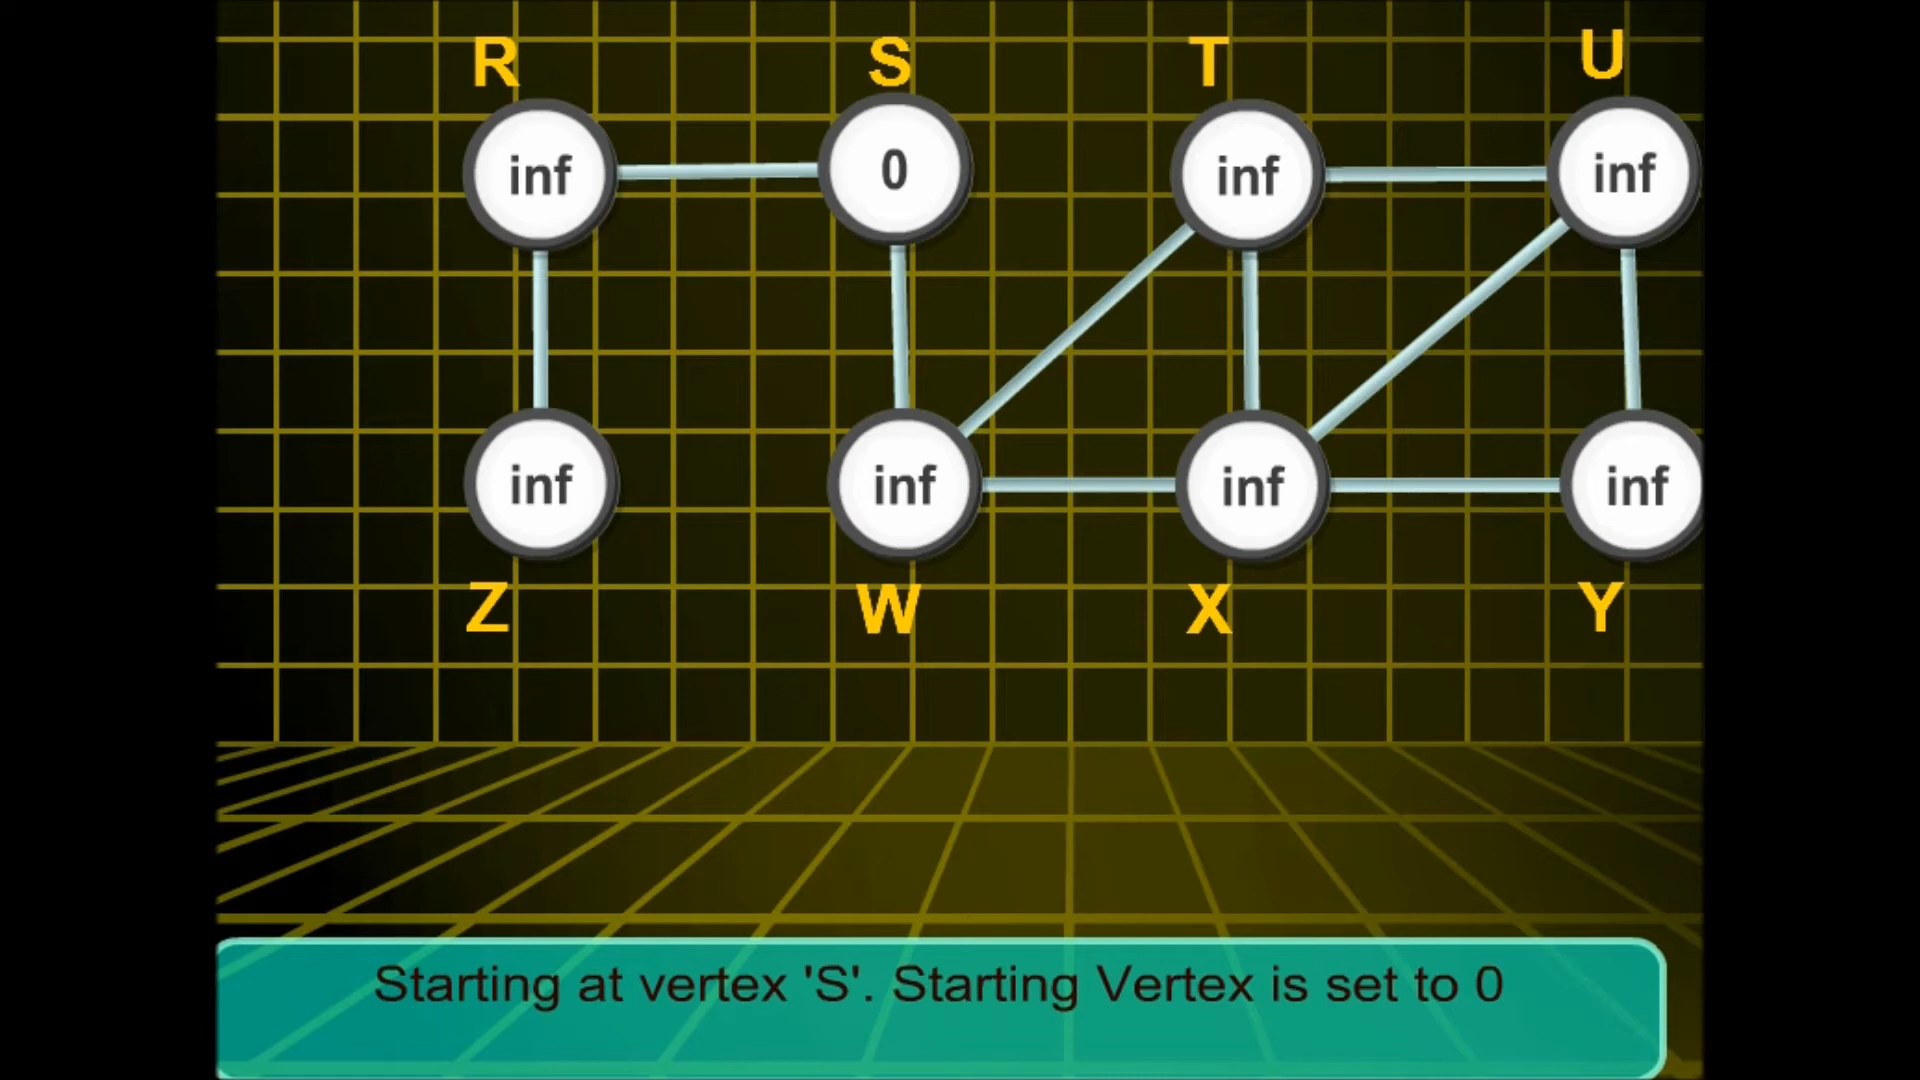 R S T U
inf 0 inf inf
inf inf inf inf
Z W X Y
Starting at vertex 'S'. Starting Vertex is set to 0